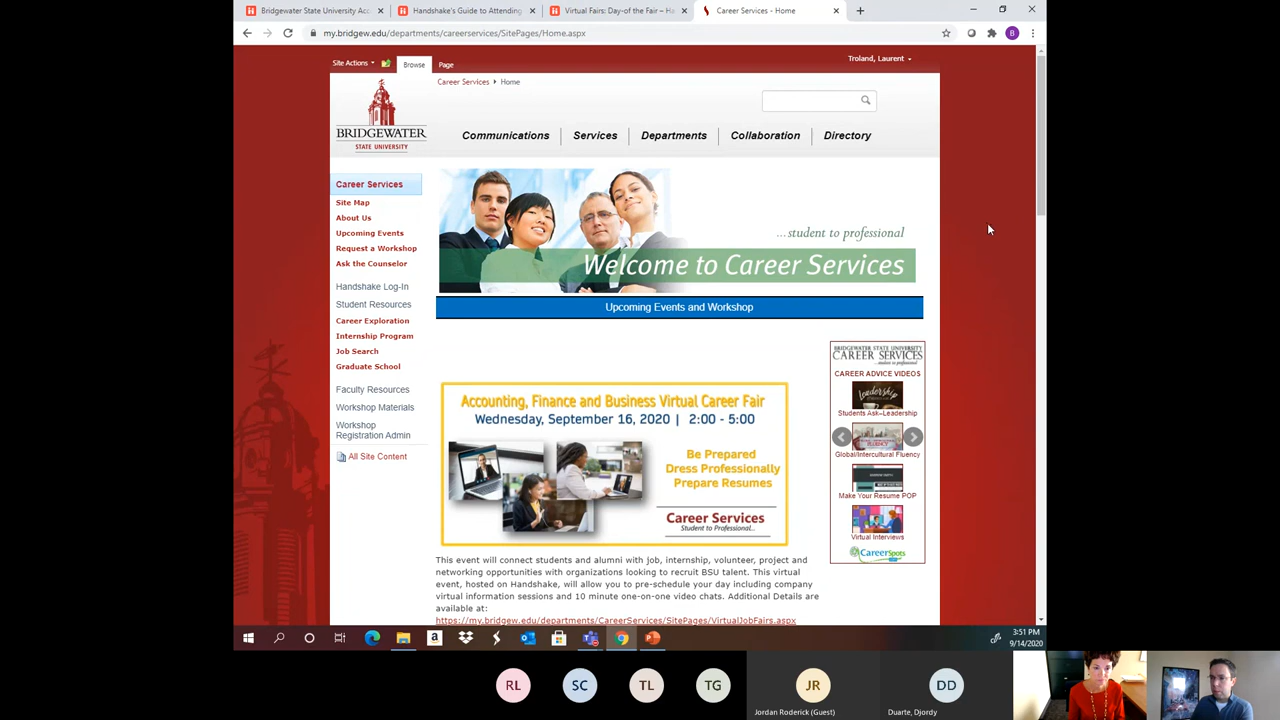 Bridgewater State University Acc
Handshake's Guide to Attending
Virtual Fairs: Day-of the Fair – Ha
Career Services - Home
my.bridgew.edu/departments/careerservices/SitePages/Home.aspx
B
Site Actions
Browse
Page
Troland, Laurent
Career Services
Home
BRIDGEWATER
STATE UNIVERSITY
Communications
Services
Departments
Collaboration
Directory
Career Services
Site Map
About Us
Upcoming Events
Request a Workshop
Ask the Counselor
Handshake Log-In
Student Resources
Career Exploration
Internship Program
Job Search
Graduate School
Faculty Resources
Workshop Materials
Workshop
Registration Admin
All Site Content
...student to professional
Welcome to Career Services
Upcoming Events and Workshop
Accounting, Finance and Business Virtual Career Fair
Wednesday, September 16, 2020 | 2:00 - 5:00
Be Prepared
Dress Professionally
Prepare Resumes
Career Services
Student to Professional...
This event will connect students and alumni with job, internship, volunteer, project and
networking opportunities with organizations looking to recruit BSU talent. This virtual
event, hosted on Handshake, will allow you to pre-schedule your day including company
virtual information sessions and 10 minute one-on-one video chats. Additional Details are
available at:
https://my.bridgew.edu/departments/CareerServices/SitePages/VirtualJobFairs.aspx
BRIDGEWATER STATE UNIVERSITY
CAREER SERVICES
...student to professional
CAREER ADVICE VIDEOS
leadership
Students Ask–Leadership
FLUENCY
Global/Intercultural Fluency
Make Your Resume POP
Virtual Interviews
CareerSpots
3:51 PM
9/14/2020
RL
SC
TL
TG
JR
Jordan Roderick (Guest)
DD
Duarte, Djordy